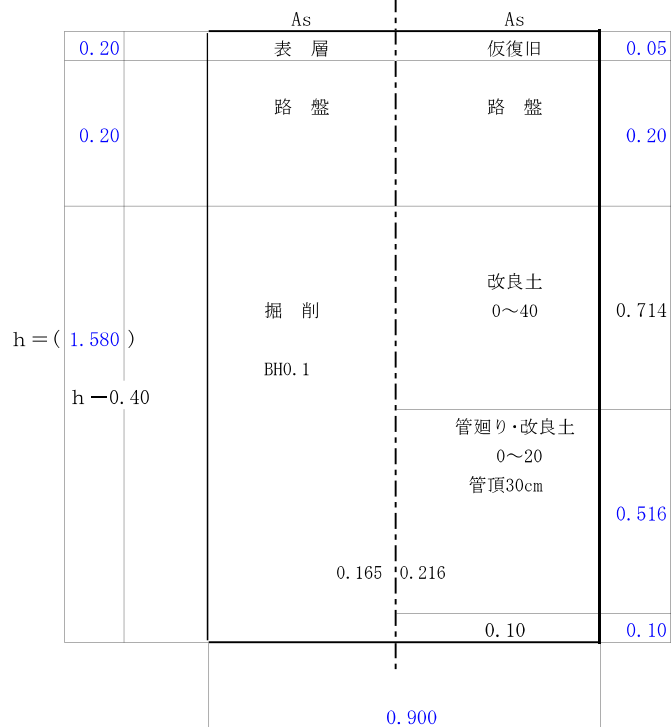 As As
0.20 表　層 仮復旧 0.05
路　盤 路　盤
0.20 0.20
改良土
掘　削 0～40 0.714
h＝( 1.580 )
BH0.1
h－0.40
管廻り・改良土
0～20
管頂30cm
0.516
0.165 0.216
0.10 0.10
0.900